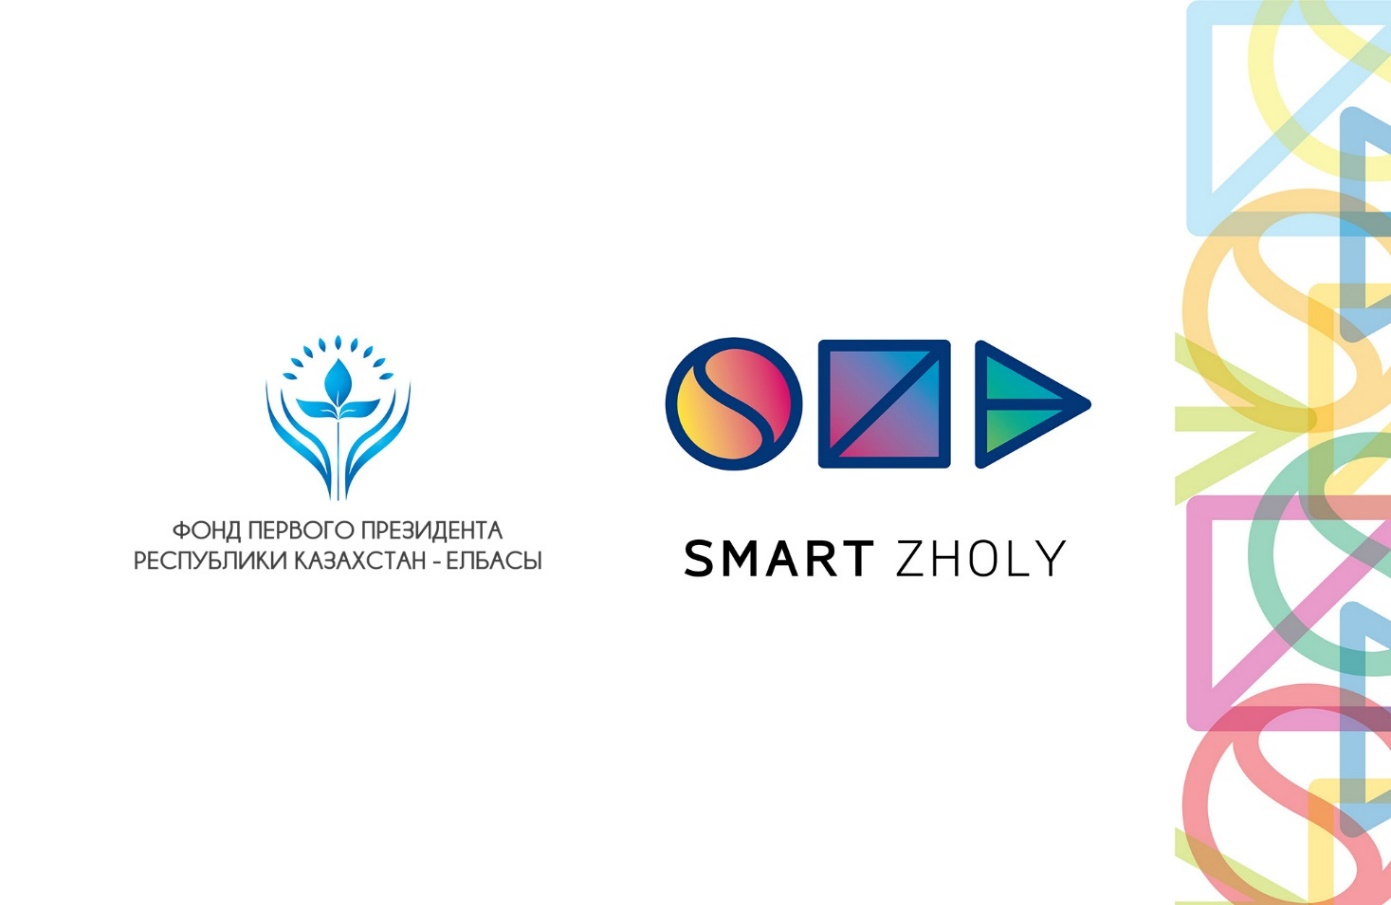 ФОНД ПЕРВОГО ПРЕЗИДЕНТА
РЕСПУБЛИКИ КАЗАХСТАН - ЕЛБАСЫ
SMART ZHOLY